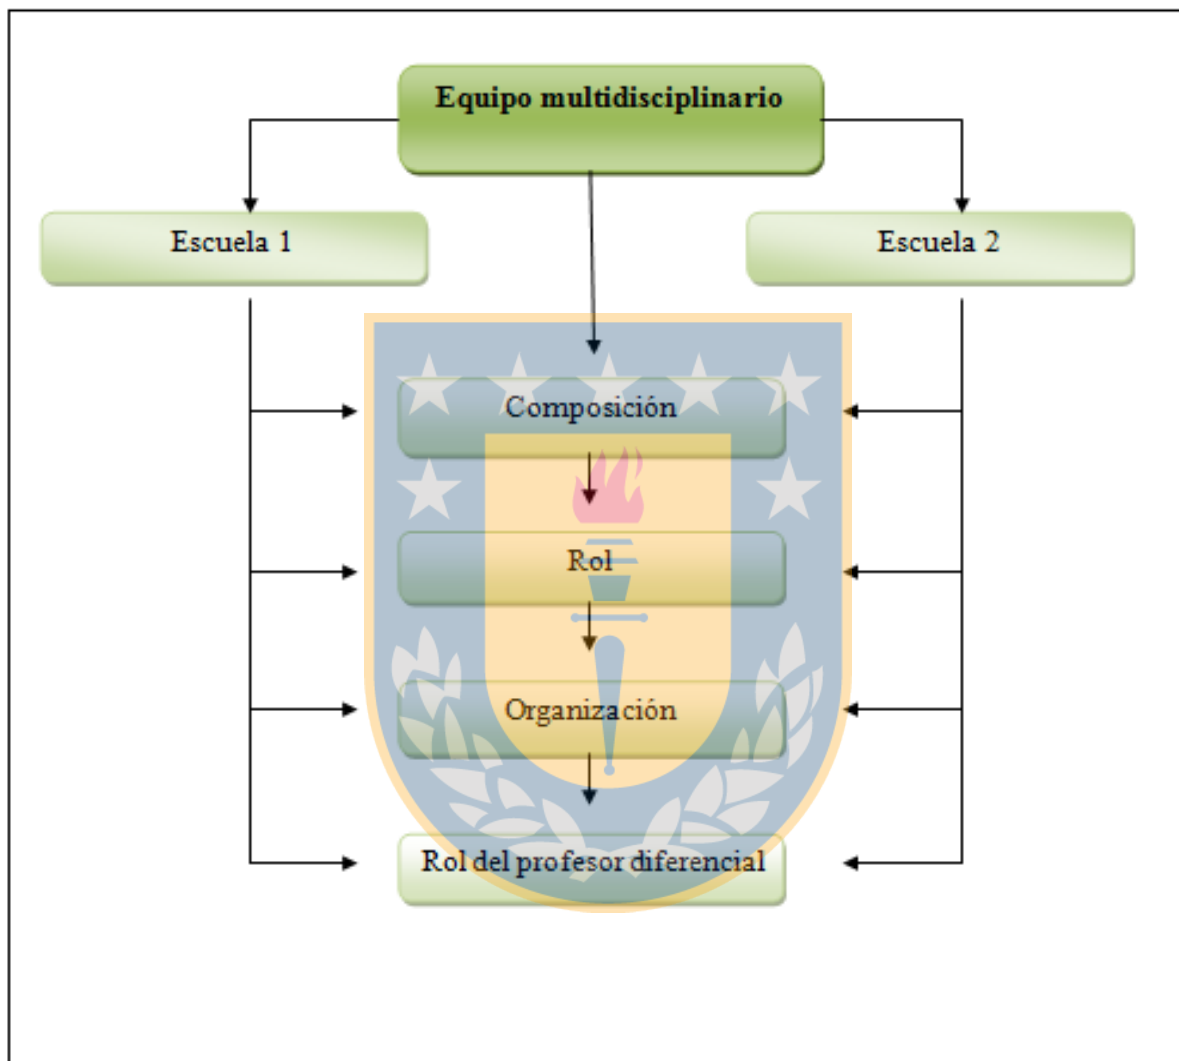 Equipo multidisciplinario
Escuela 1
Escuela 2
Composición
Rol
Organización
Rol del profesor diferencial